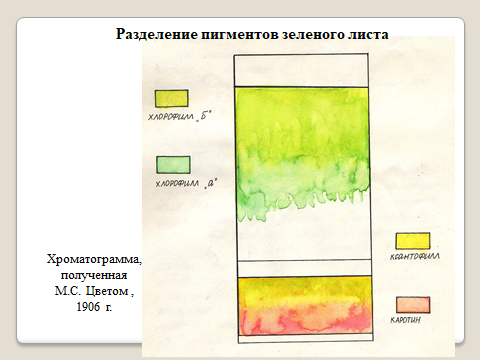 Разделение пигментов зеленого листа
ХЛОРОФИЛЛ „Б"
ХЛОРОФИЛЛ „а"
КСАНТОФИЛЛ
КАРОТИН
Хроматограмма,
полученная
М.С. Цветом ,
1906 г.